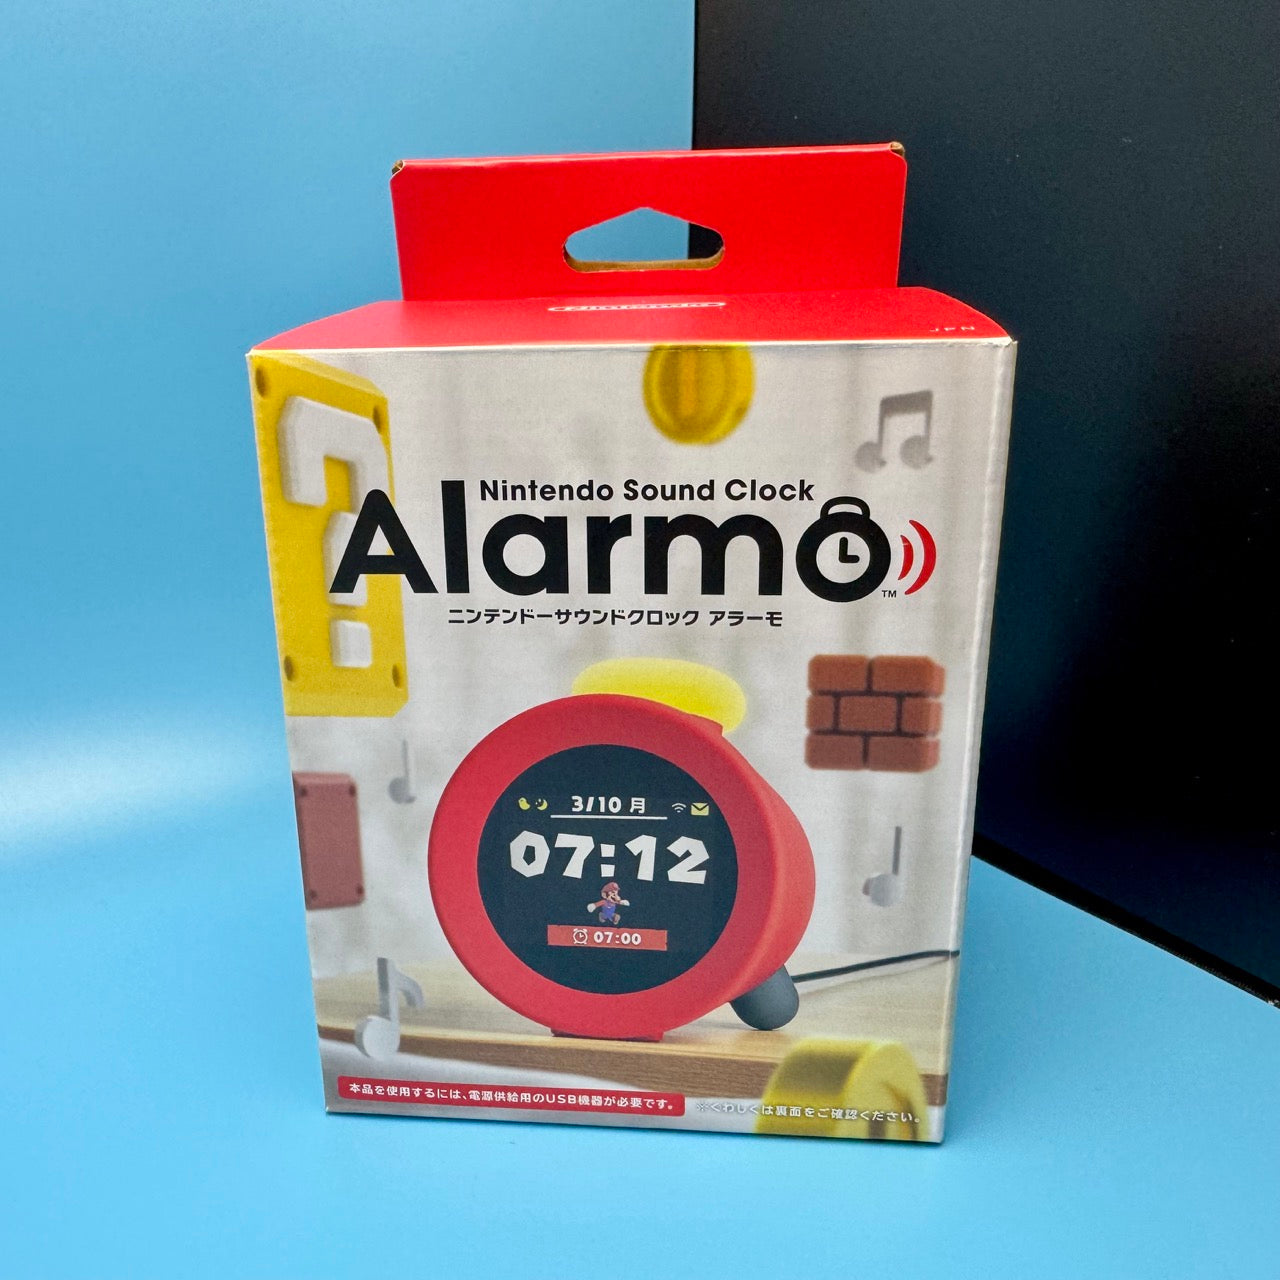 Nintendo
JPN
Nintendo Sound Clock
Alarmo
TM
ニンテンドーサウンドクロック アラーモ
3/10 月
07:12
07:00
本品を使用するには、電源供給用のUSB機器が必要です。
※くわしくは裏面をご確認ください。